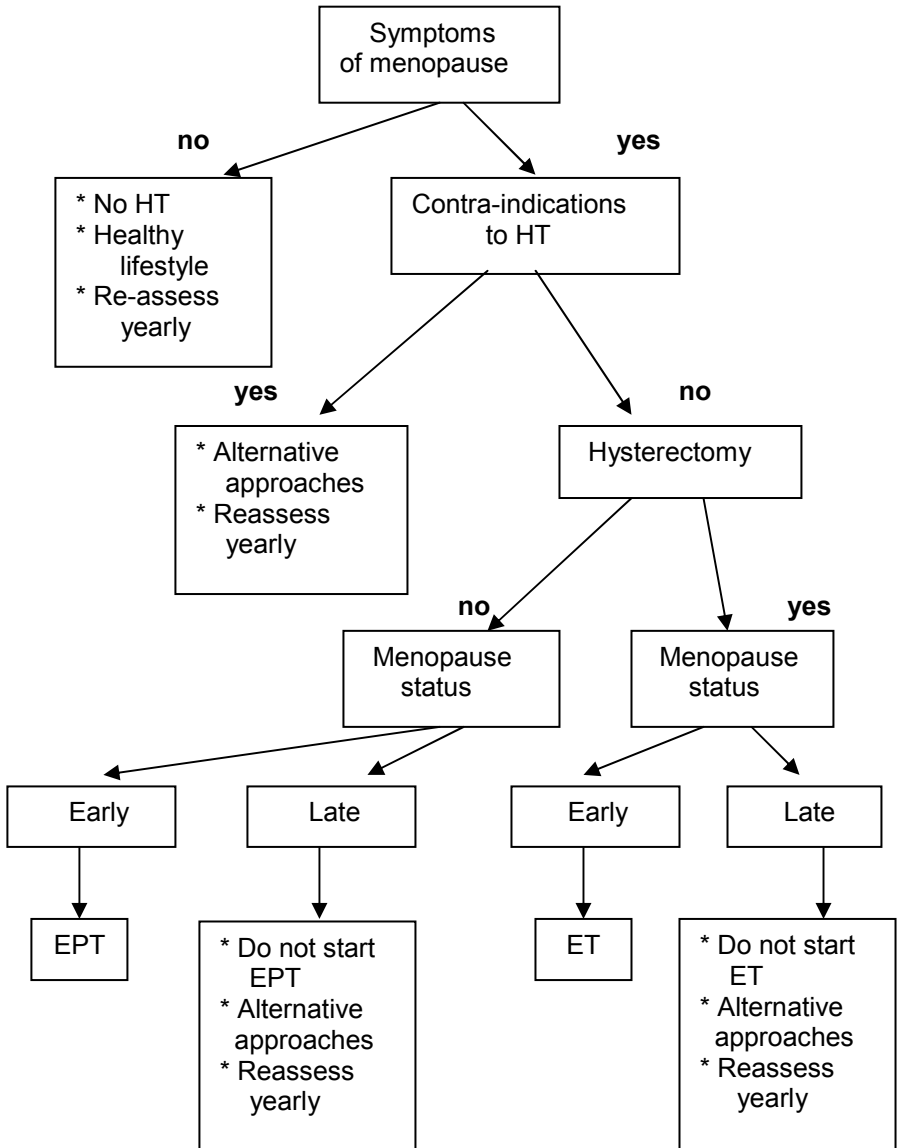 Symptoms
of menopause
no
yes
* No HT
* Healthy
lifestyle
* Re-assess
yearly
Contra-indications
to HT
yes
no
* Alternative
approaches
* Reassess
yearly
Hysterectomy
no
yes
Menopause
status
Menopause
status
Early
Late
Early
Late
EPT
* Do not start
EPT
* Alternative
approaches
* Reassess
yearly
ET
* Do not start
ET
* Alternative
approaches
* Reassess
yearly